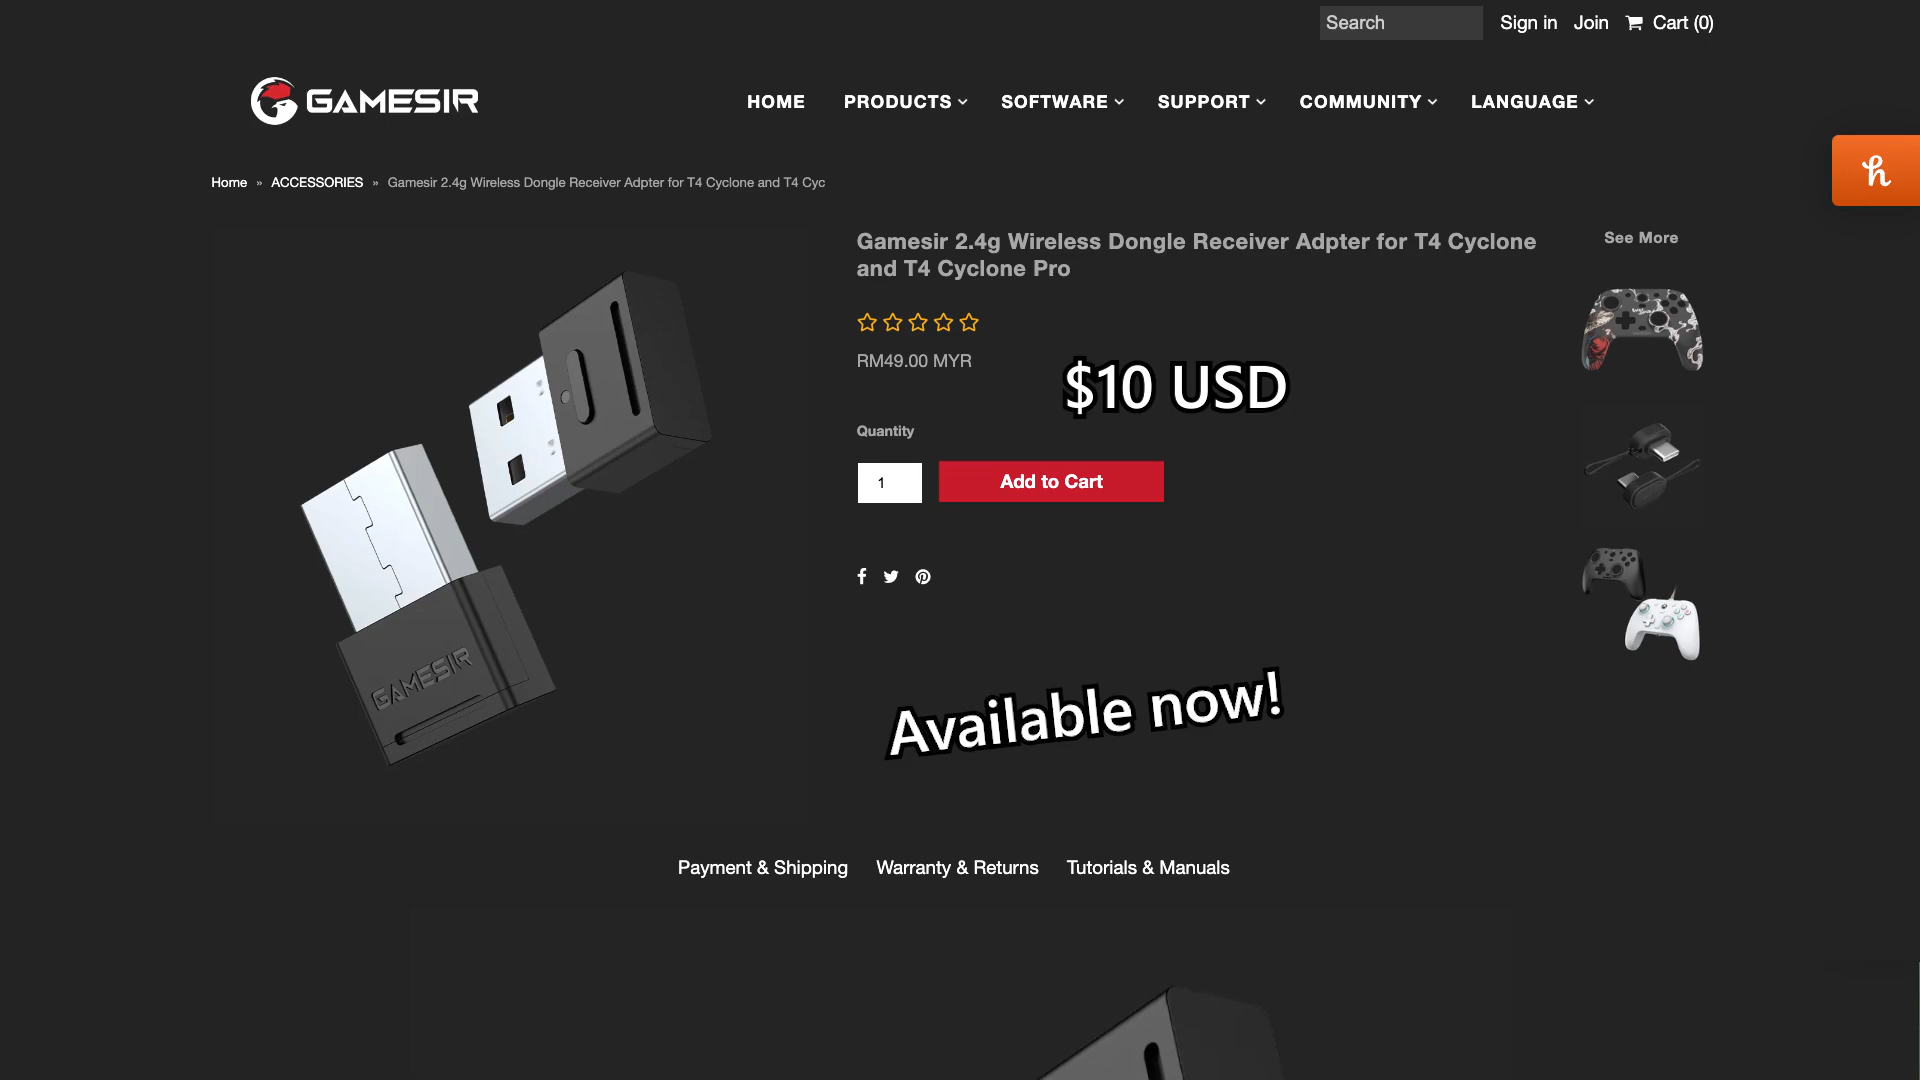 Search
Sign in
Join
Cart (0)
GAMESIR
HOME
PRODUCTS
SOFTWARE
SUPPORT
COMMUNITY
LANGUAGE
Home » ACCESSORIES » Gamesir 2.4g Wireless Dongle Receiver Adpter for T4 Cyclone and T4 Cyc
Gamesir 2.4g Wireless Dongle Receiver Adpter for T4 Cyclone
and T4 Cyclone Pro
See More
RM49.00 MYR
$10 USD
Quantity
1
Add to Cart
GAMESIR
Available now!
Payment & Shipping
Warranty & Returns
Tutorials & Manuals